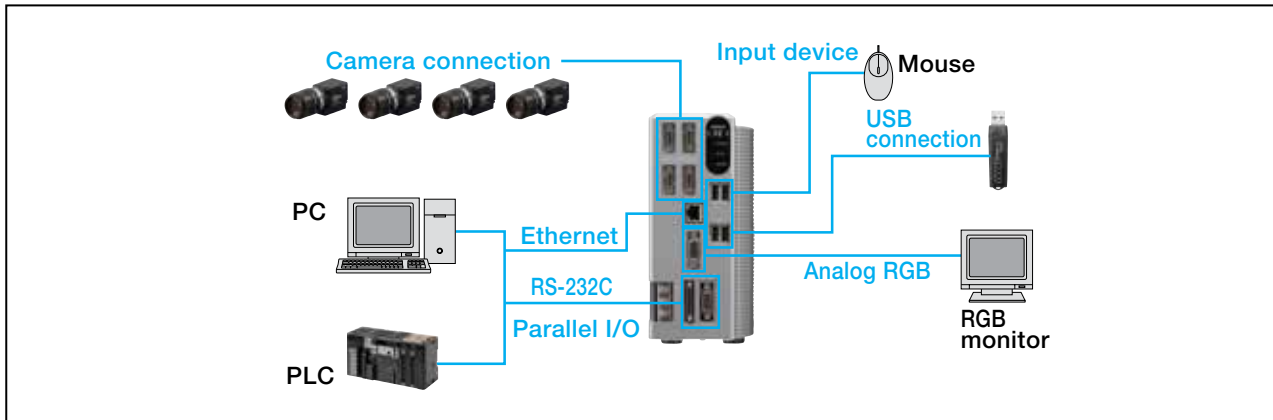 Camera connection
Input device
Mouse
USB
connection
PC
Ethernet
Analog RGB
RS-232C
Parallel I/O
RGB
monitor
PLC